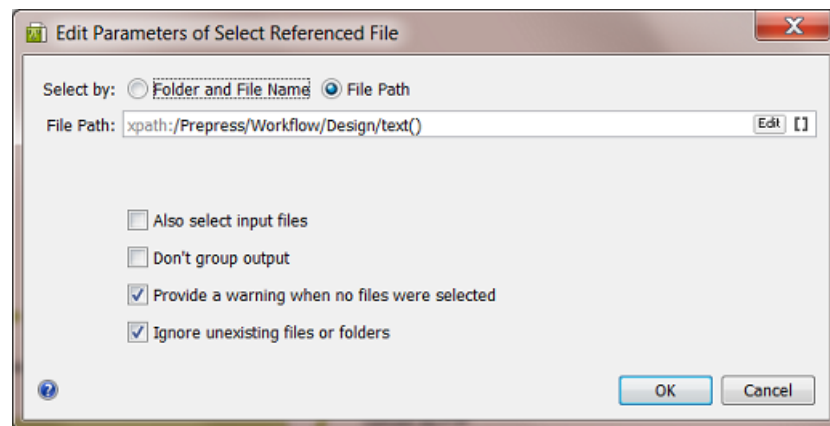 Edit Parameters of Select Referenced File
Select by: Folder and File Name File Path
File Path: xpath:/Prepress/Workflow/Design/text() Edit []
Also select input files
Don't group output
Provide a warning when no files were selected
Ignore unexisting files or folders
? OK Cancel